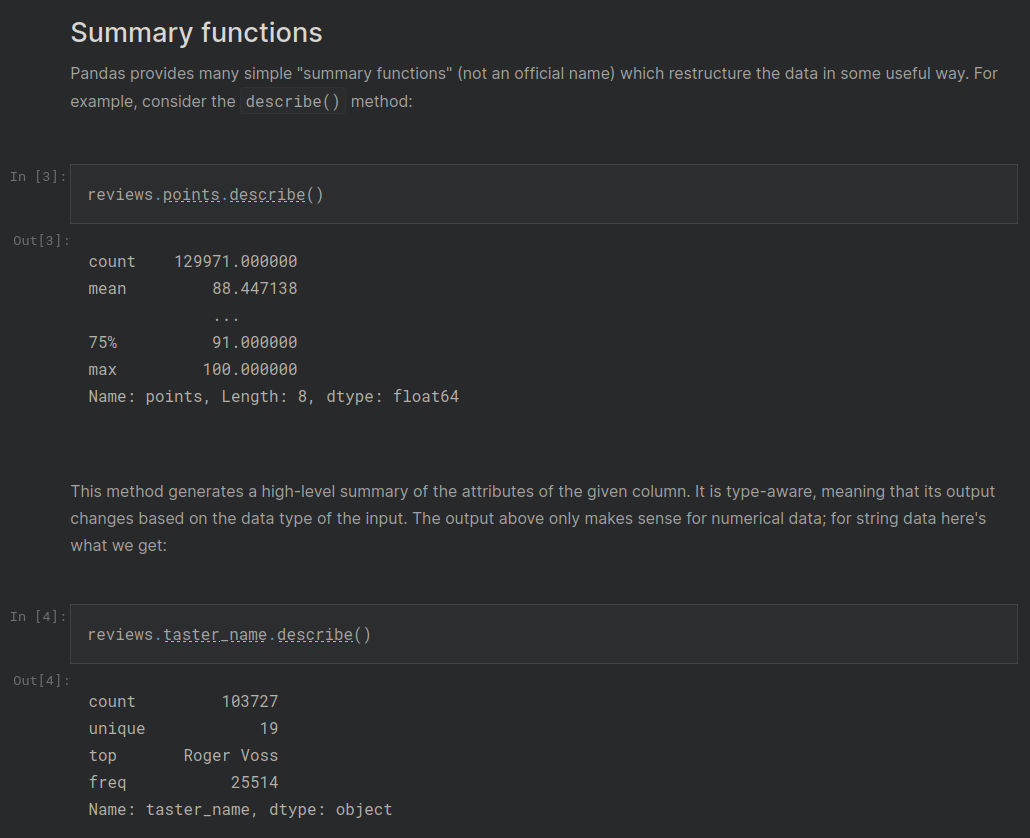 Summary functions
Pandas provides many simple "summary functions" (not an official name) which restructure the data in some useful way. For
example, consider the describe() method:
In [3]:
reviews.points.describe()
Out[3]:
count    129971.000000
mean         88.447138
             ...
75%          91.000000
max         100.000000
Name: points, Length: 8, dtype: float64
This method generates a high-level summary of the attributes of the given column. It is type-aware, meaning that its output
changes based on the data type of the input. The output above only makes sense for numerical data; for string data here's
what we get:
In [4]:
reviews.taster_name.describe()
Out[4]:
count         103727
unique            19
top       Roger Voss
freq           25514
Name: taster_name, dtype: object